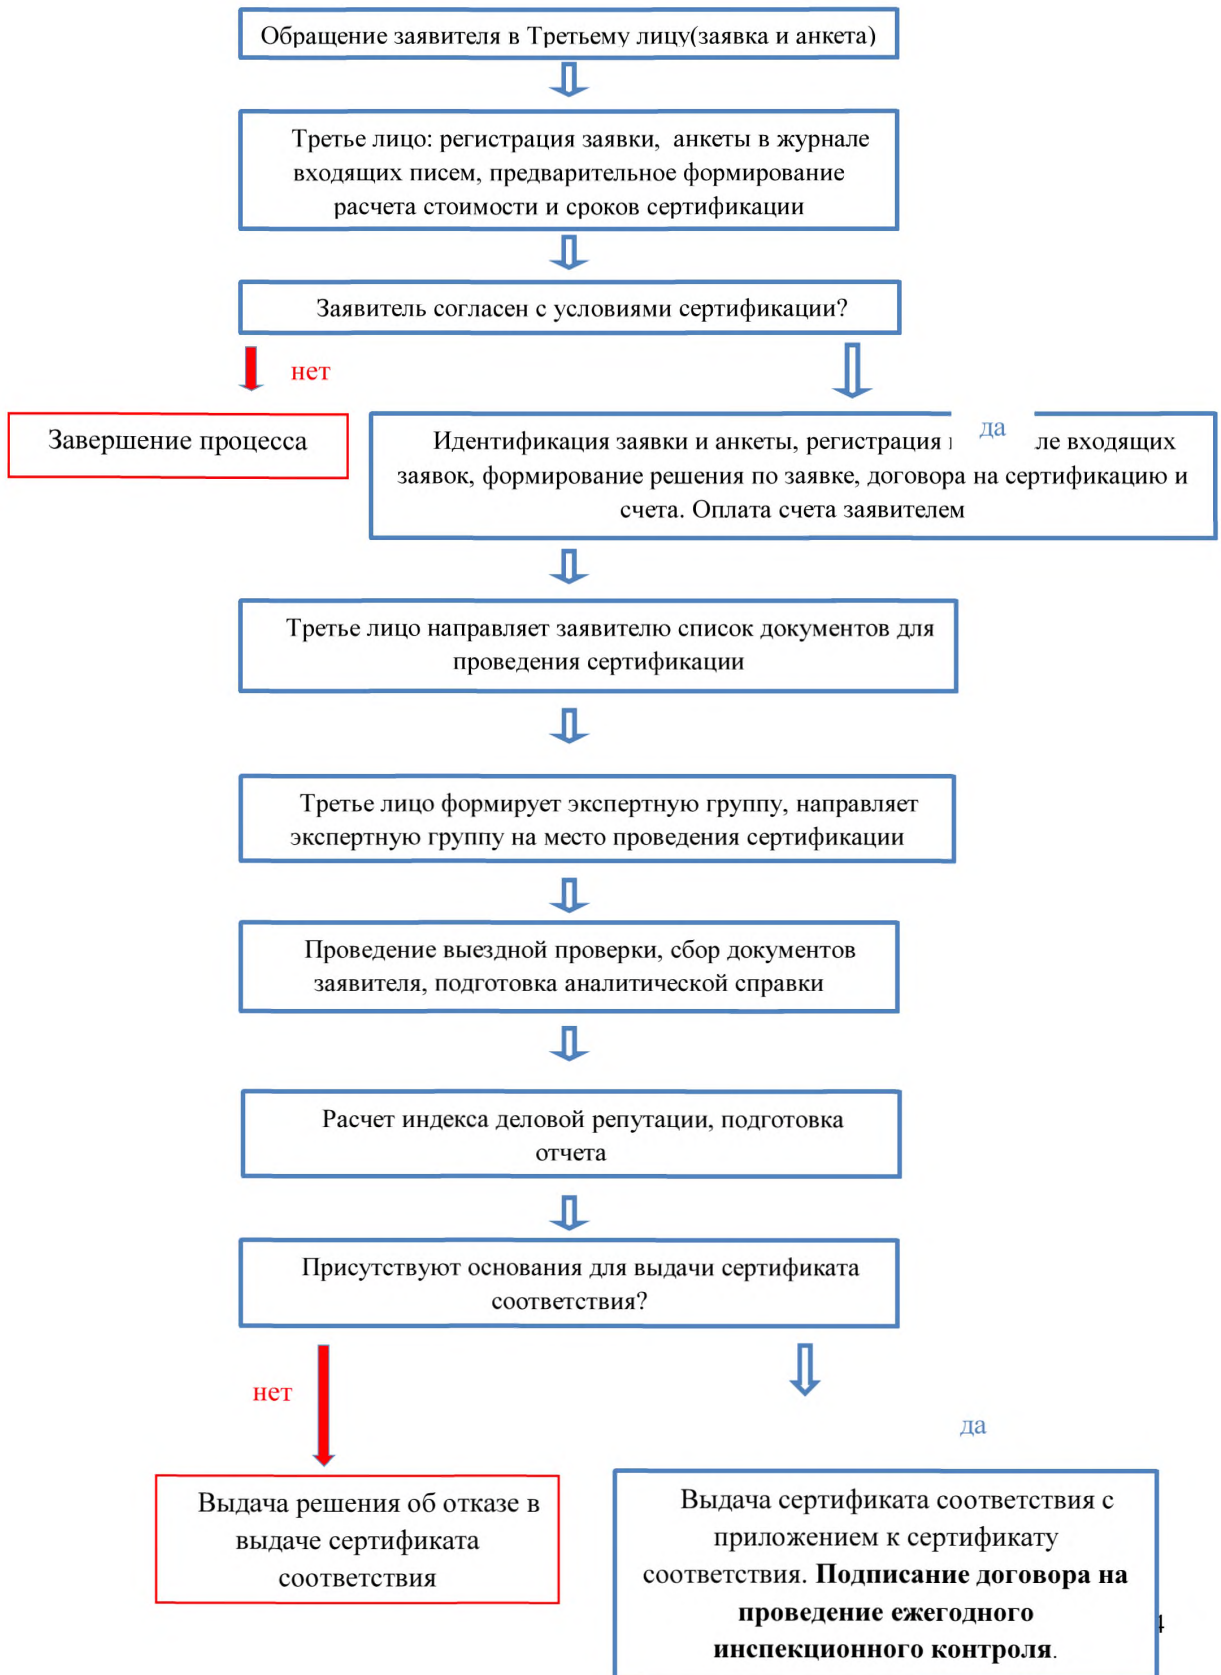 Обращение заявителя в Третьему лицу(заявка и анкета)
Третье лицо: регистрация заявки, анкеты в журнале
входящих писем, предварительное формирование
расчета стоимости и сроков сертификации
Заявитель согласен с условиями сертификации?
нет
Завершение процесса
да
Идентификация заявки и анкеты, регистрация ле входящих
заявок, формирование решения по заявке, договора на сертификацию и
счета. Оплата счета заявителем
Третье лицо направляет заявителю список документов для
проведения сертификации
Третье лицо формирует экспертную группу, направляет
экспертную группу на место проведения сертификации
Проведение выездной проверки, сбор документов
заявителя, подготовка аналитической справки
Расчет индекса деловой репутации, подготовка
отчета
Присутствуют основания для выдачи сертификата
соответствия?
нет
да
Выдача решения об отказе в
выдаче сертификата
соответствия
Выдача сертификата соответствия с
приложением к сертификату
соответствия. Подписание договора на
проведение ежегодного
инспекционного контроля.